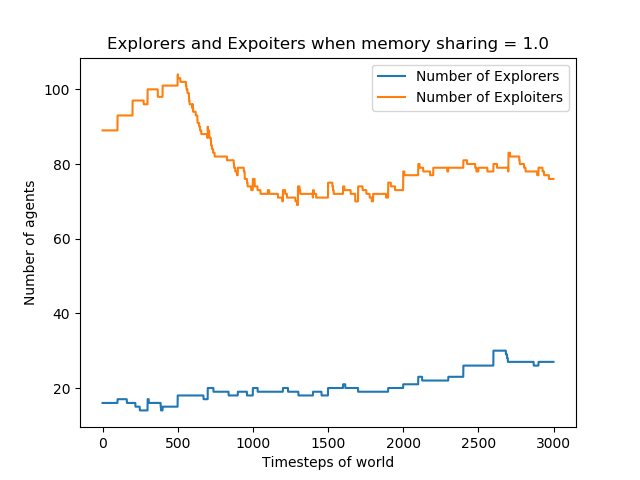 Explorers and Expoiters when memory sharing = 1.0
Number of Explorers
Number of Exploiters
Number of agents
100
80
60
40
20
0 500 1000 1500 2000 2500 3000
Timesteps of world